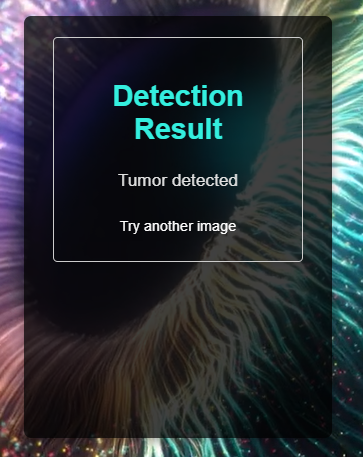 Detection
Result
Tumor detected
Try another image